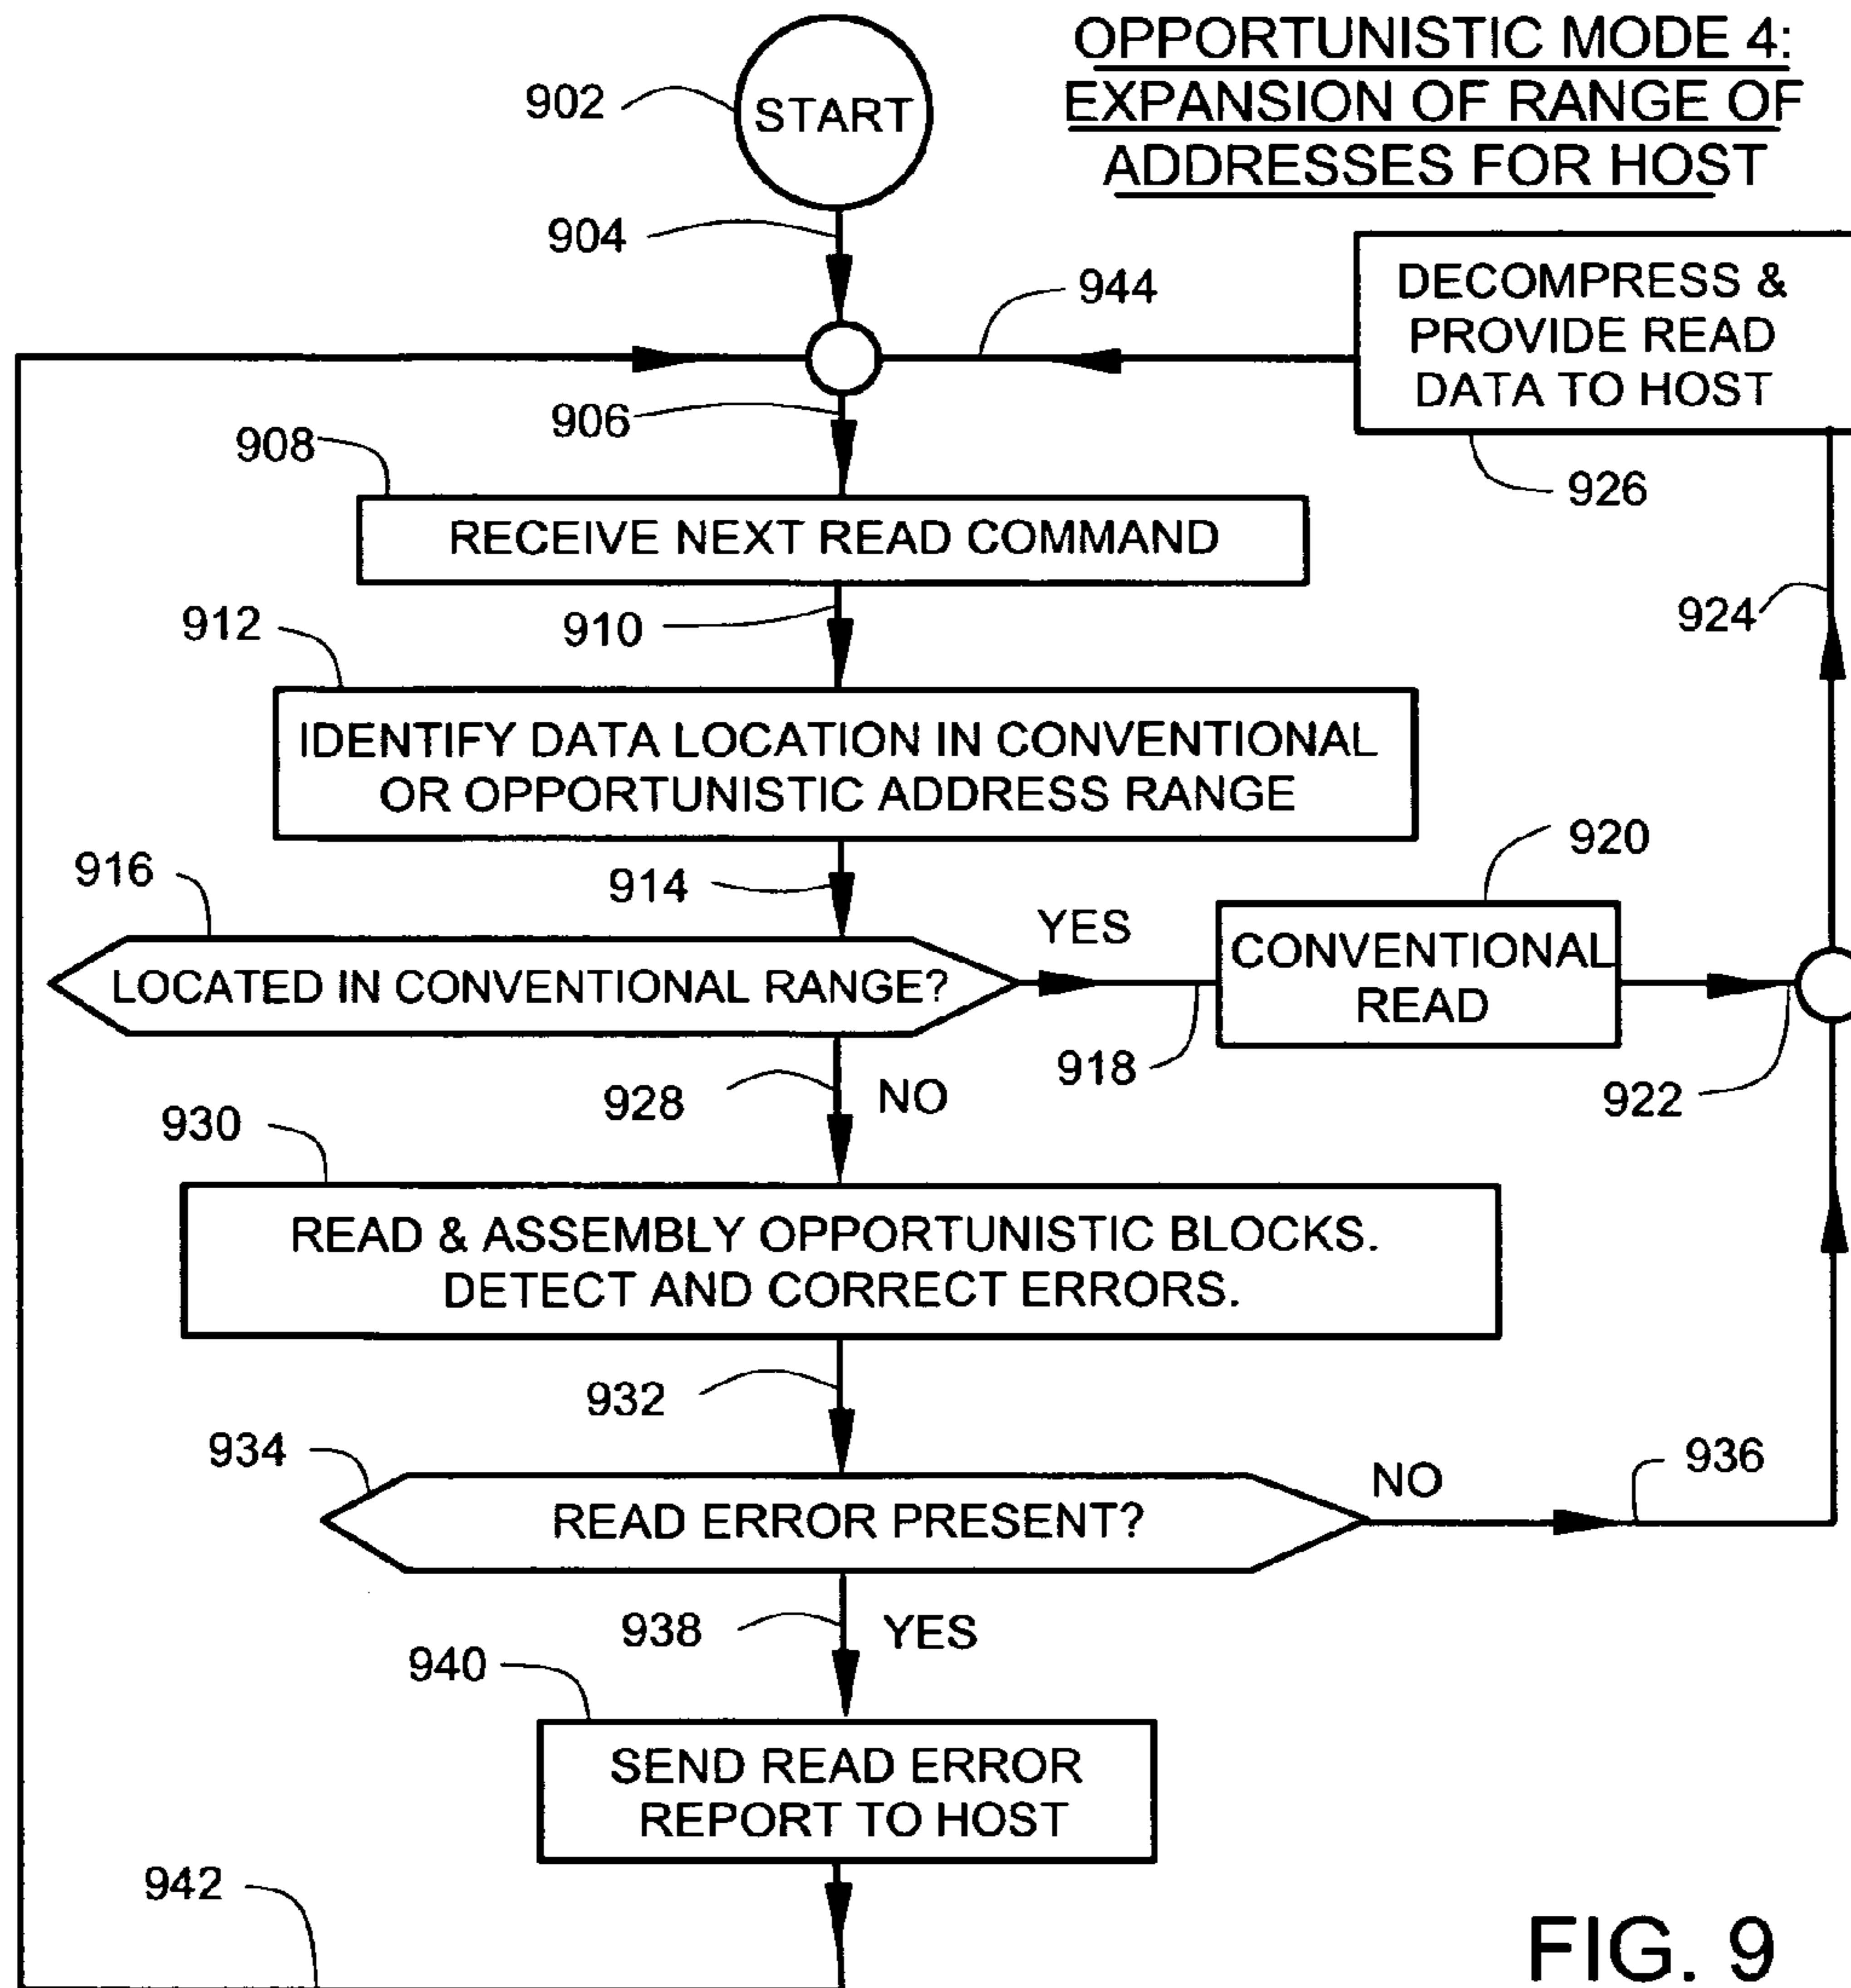 OPPORTUNISTIC MODE 4:
EXPANSION OF RANGE OF
ADDRESSES FOR HOST
902
START
904
944
DECOMPRESS &
PROVIDE READ
DATA TO HOST
906
908
926
RECEIVE NEXT READ COMMAND
910
912
924
IDENTIFY DATA LOCATION IN CONVENTIONAL
OR OPPORTUNISTIC ADDRESS RANGE
914
916
920
YES
LOCATED IN CONVENTIONAL RANGE?
CONVENTIONAL
READ
918
922
928
NO
930
READ & ASSEMBLY OPPORTUNISTIC BLOCKS.
DETECT AND CORRECT ERRORS.
932
934
NO
936
READ ERROR PRESENT?
938
YES
940
SEND READ ERROR
REPORT TO HOST
942
FIG. 9